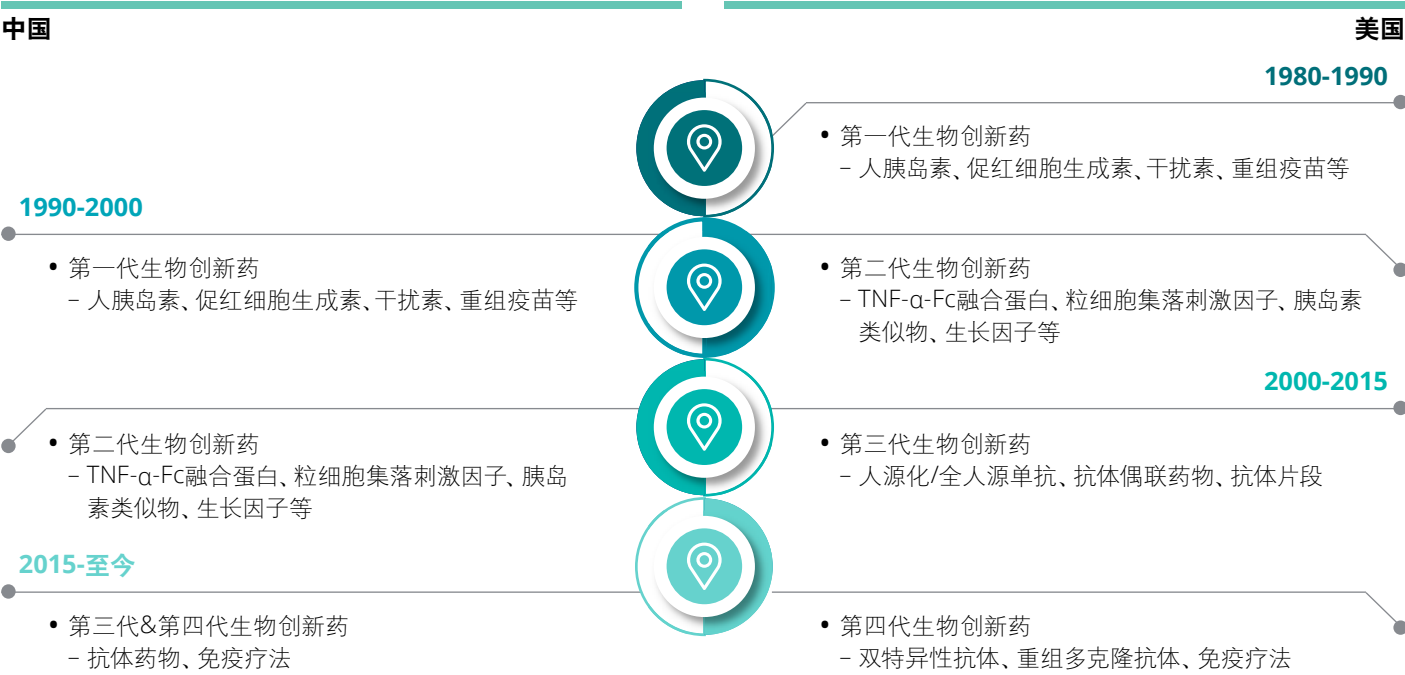 中国
美国
1980-1990
• 第一代生物创新药
– 人胰岛素、促红细胞生成素、干扰素、重组疫苗等
1990-2000
• 第一代生物创新药
– 人胰岛素、促红细胞生成素、干扰素、重组疫苗等
• 第二代生物创新药
– TNF-α-Fc融合蛋白、粒细胞集落刺激因子、胰岛素
类似物、生长因子等
2000-2015
• 第二代生物创新药
– TNF-α-Fc融合蛋白、粒细胞集落刺激因子、胰岛
素类似物、生长因子等
• 第三代生物创新药
– 人源化/全人源单抗、抗体偶联药物、抗体片段
2015-至今
• 第三代&第四代生物创新药
– 抗体药物、免疫疗法
• 第四代生物创新药
– 双特异性抗体、重组多克隆抗体、免疫疗法